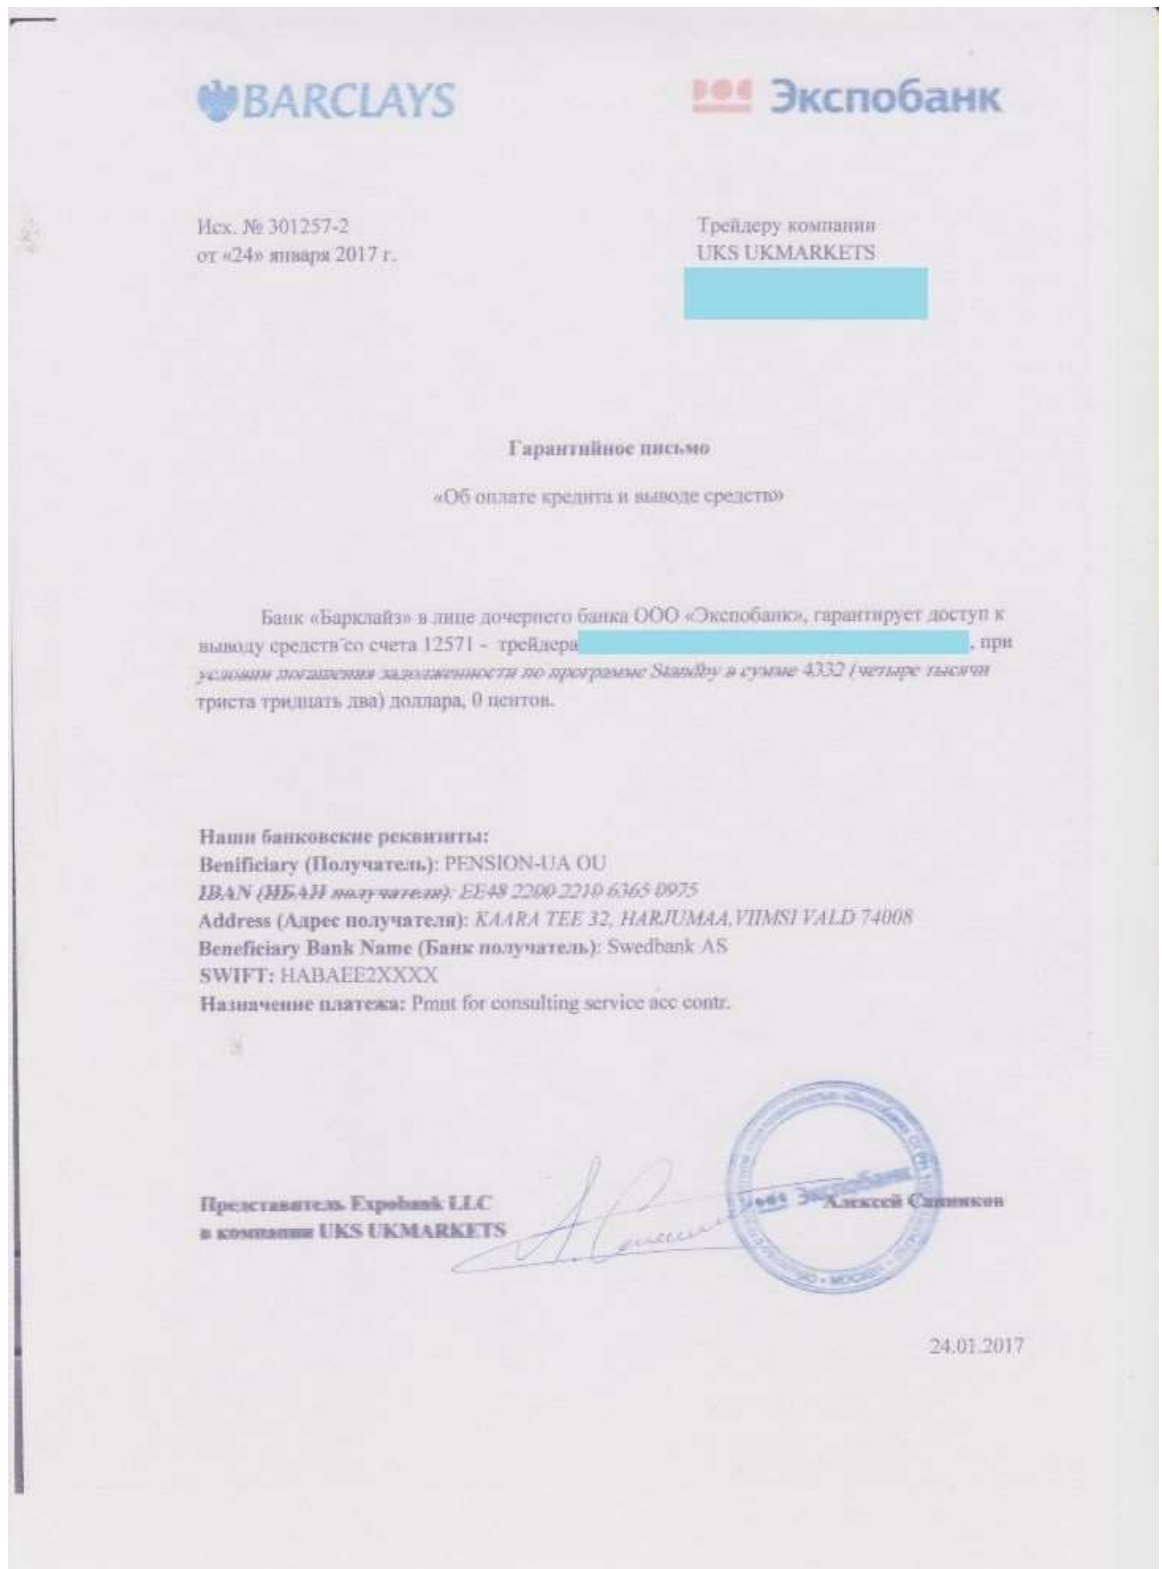 BARCLAYS
Экспобанк
Исх. № 301257-2
от «24» января 2017 г.
Трейдеру компании
UKS UKMARKETS
Гарантийное письмо
«Об оплате кредита и выводе средств»
Банк «Барклайз» в лице дочернего банка ООО «Экспобанк», гарантирует доступ к
выводу средств со счета 12571 - трейдера , при
условии погашения задолженности по программе Standby в сумме 4332 (четыре тысячи
триста тридцать два) доллара, 0 центов.
Наши банковские реквизиты:
Benificiary (Получатель): PENSION-UA OU
IBAN (ИБАН получателя): EE48 2200 2210 6365 0975
Address (Адрес получателя): KAARA TEE 32, HARJUMAA, VIIMSI VALD 74008
Beneficiary Bank Name (Банк получатель): Swedbank AS
SWIFT: HABAEE2XXXX
Назначение платежа: Pmnt for consulting service acc contr.
Представитель Expobank LLC
в компании UKS UKMARKETS
Экспобанк
МОСКВА
Алексей Санников
24.01.2017